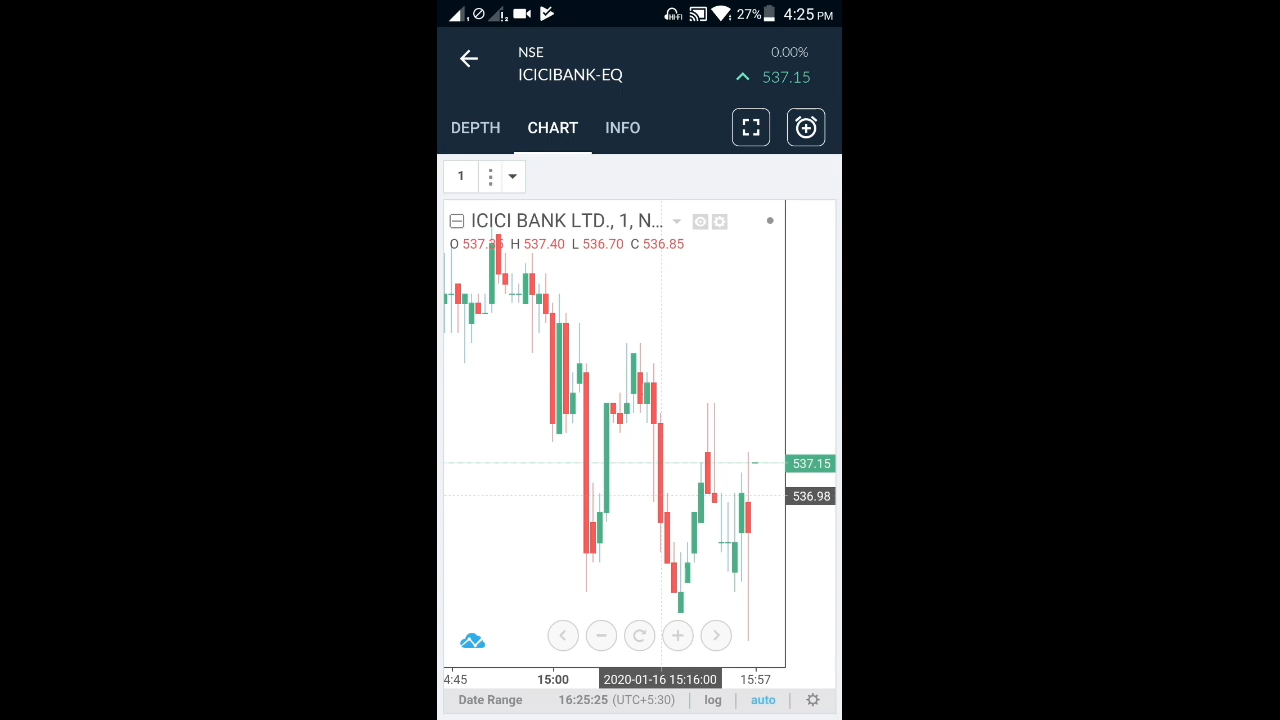 27% 4:25 PM
NSE 0.00%
ICICIBANK-EQ 537.15
DEPTH CHART INFO
1
ICICI BANK LTD., 1, N...
H 537.40 L 536.70 C 536.85
537.15
536.98
4:45 15:00 2020-01-16 15:16:00 15:57
Date Range 16:25:25 (UTC+5:30) log auto